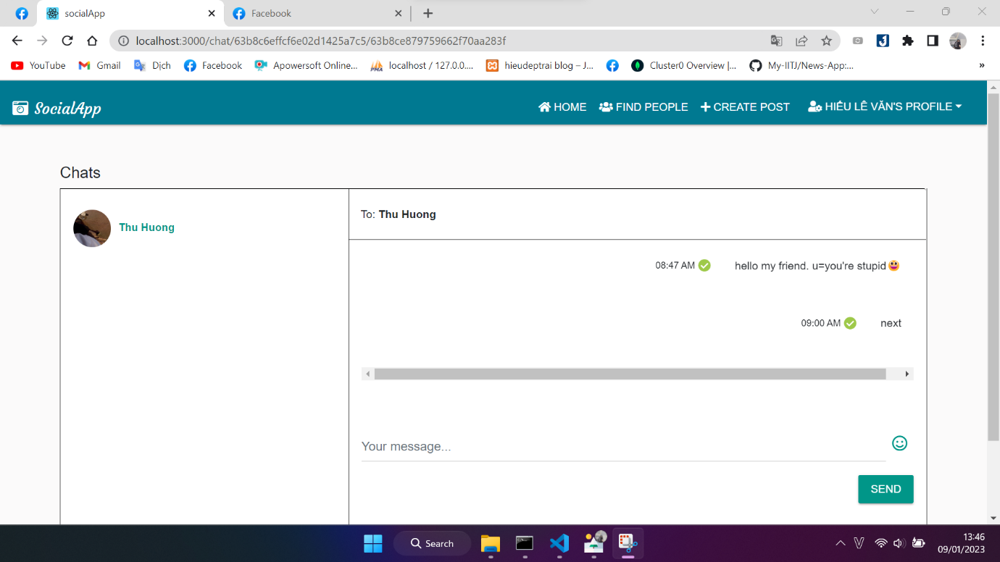 socialApp
Facebook
localhost:3000/chat/63b8c6effcf6e02d1425a7c5/63b8ce879759662f70aa283f
YouTube
Gmail
Dịch
Facebook
Apowersoft Online...
localhost / 127.0.0....
hieudeptrai blog – J...
Cluster0 Overview |...
My-IITJ/News-App:...
»
SocialApp
HOME
FIND PEOPLE
CREATE POST
HIẾU LÊ VĂN'S PROFILE
Chats
Thu Huong
To: Thu Huong
08:47 AM
hello my friend. u=you're stupid😀
09:00 AM
next
Your message...
SEND
Search
13:46
09/01/2023